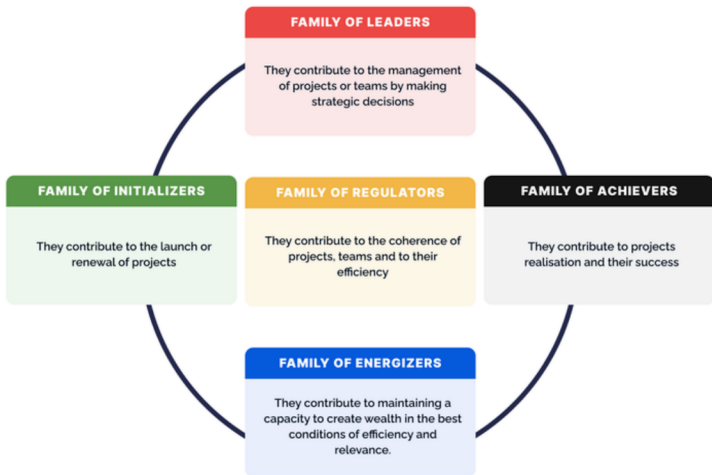 FAMILY OF LEADERS
They contribute to the management
of projects or teams by making
strategic decisions
FAMILY OF INITIALIZERS
They contribute to the launch or
renewal of projects
FAMILY OF REGULATORS
They contribute to the coherence of
projects, teams and to their
efficiency
FAMILY OF ACHIEVERS
They contribute to projects
realisation and their success
FAMILY OF ENERGIZERS
They contribute to maintaining a
capacity to create wealth in the best
conditions of efficiency and
relevance.